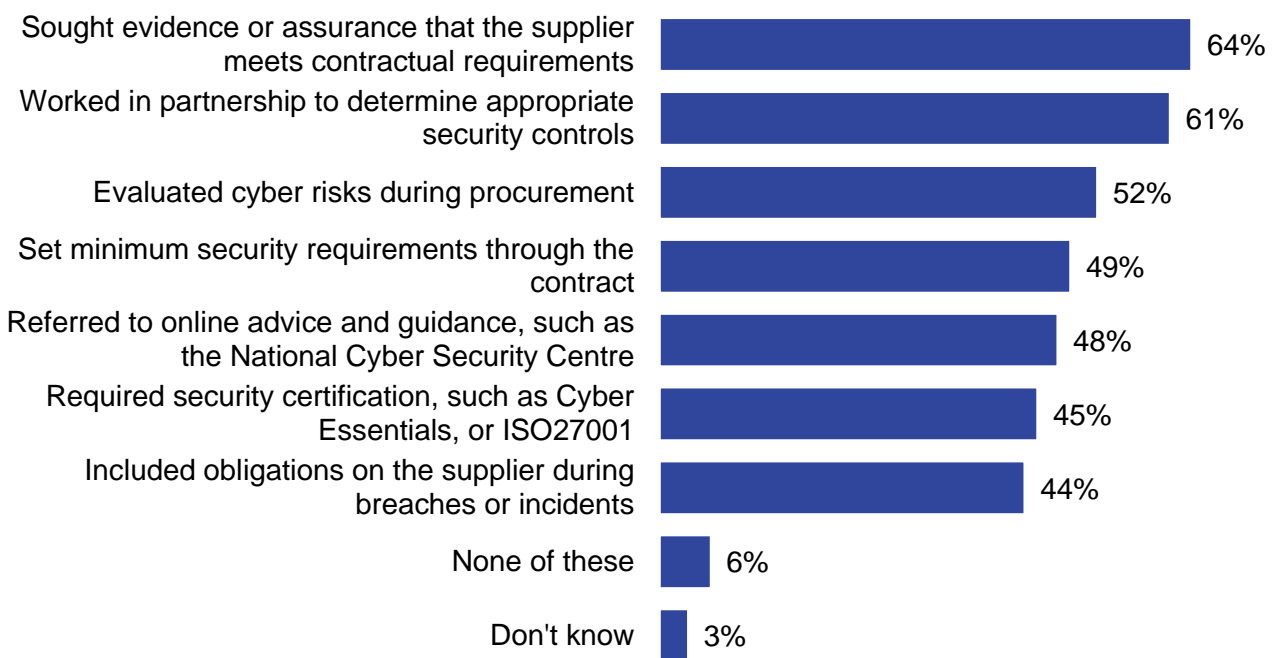 Sought evidence or assurance that the supplier
meets contractual requirements
64%
Worked in partnership to determine appropriate
security controls
61%
Evaluated cyber risks during procurement
52%
Set minimum security requirements through the
contract
49%
Referred to online advice and guidance, such as
the National Cyber Security Centre
48%
Required security certification, such as Cyber
Essentials, or ISO27001
45%
Included obligations on the supplier during
breaches or incidents
44%
None of these
6%
Don't know
3%